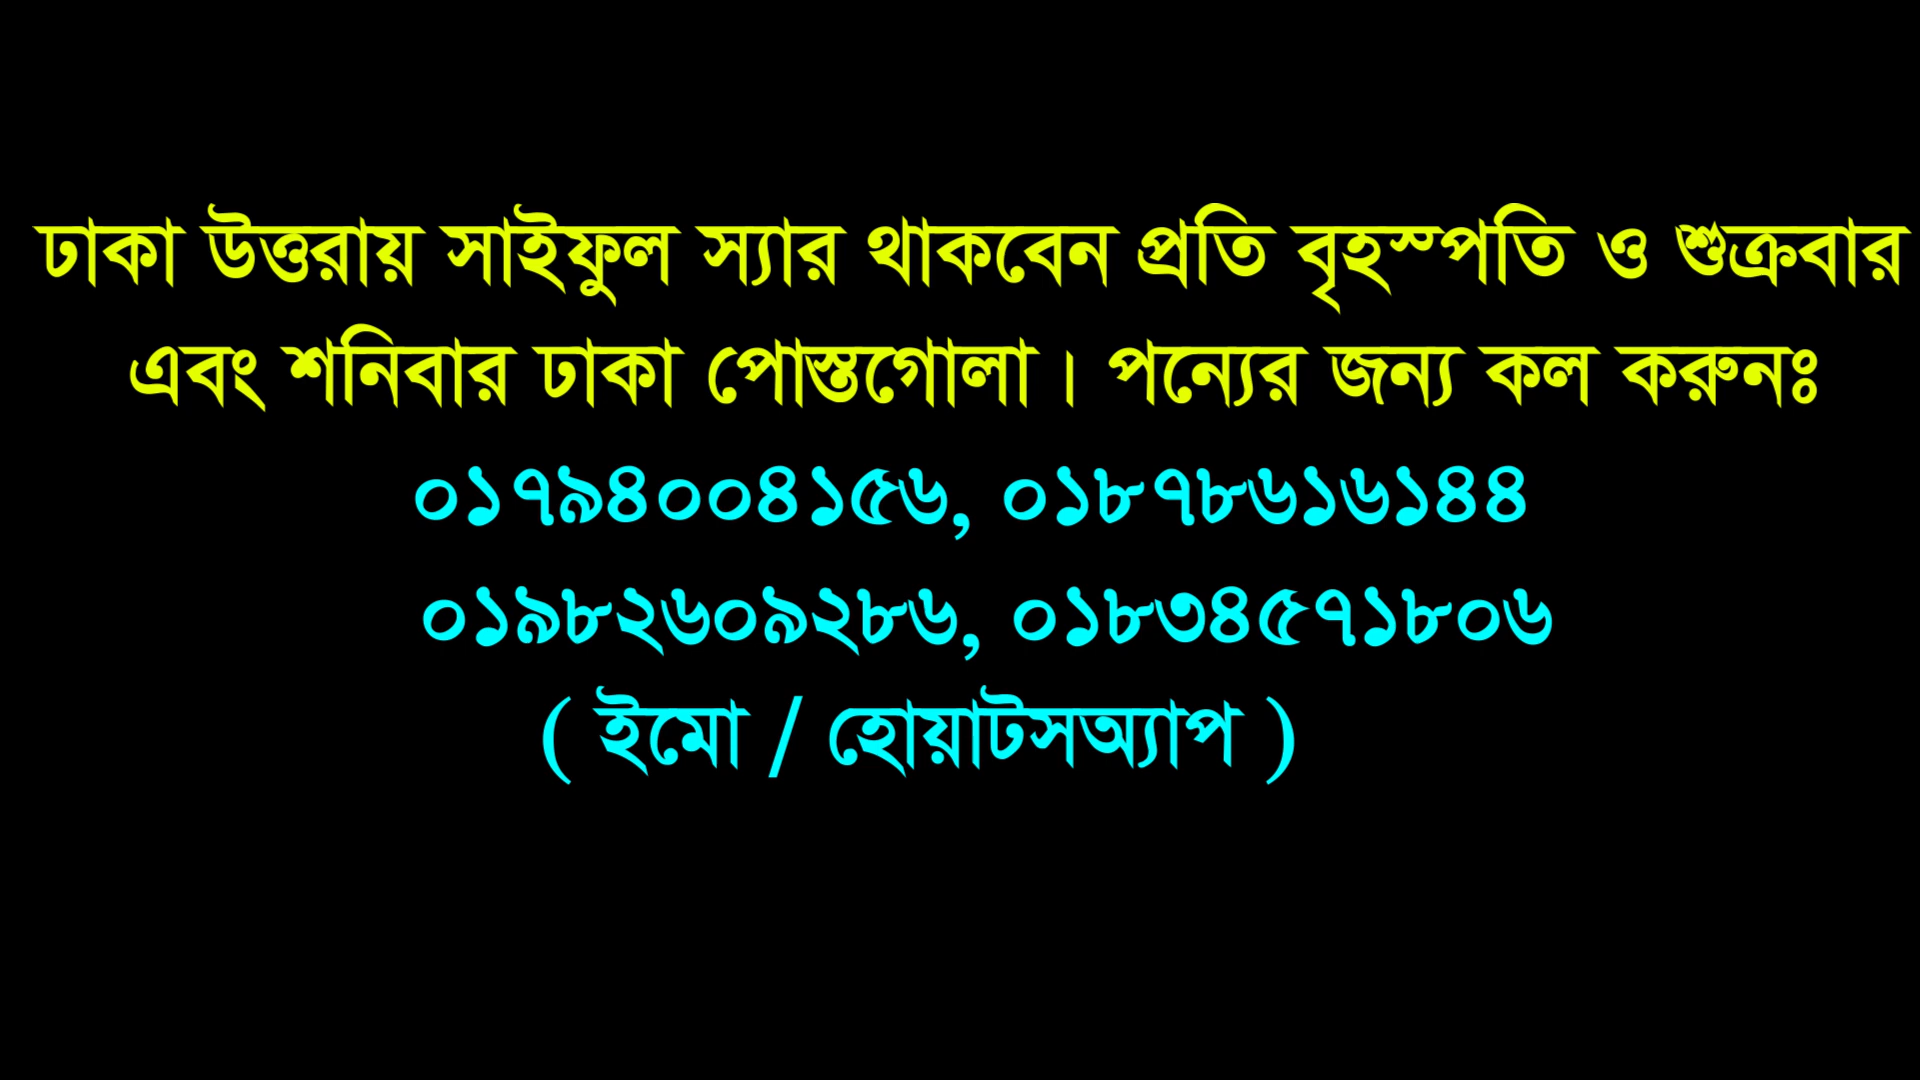 ঢাকা উত্তরায় সাইফুল স্যার থাকবেন প্রতি বৃহস্পতি ও শুক্রবার
এবং শনিবার ঢাকা পোস্তগোলা। পন্যের জন্য কল করুনঃ
০১৭৯৪০০৪১৫৬, ০১৮৭৮৬১৬১৪৪
০১৯৮২৬০৯২৮৬, ০১৮৩৪৫৭১৮০৬
( ইমো / হোয়াটসঅ্যাপ )